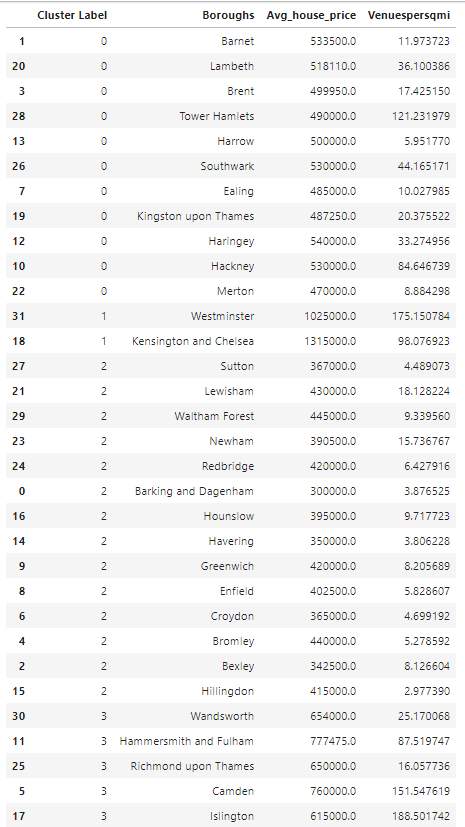 Cluster Label Boroughs Avg_house_price Venuespersqmi
1 0 Barnet 533500.0 11.973723
20 0 Lambeth 518110.0 36.100386
3 0 Brent 499950.0 17.425150
28 0 Tower Hamlets 490000.0 121.231979
13 0 Harrow 500000.0 5.951770
26 0 Southwark 530000.0 44.165171
7 0 Ealing 485000.0 10.027985
19 0 Kingston upon Thames 487250.0 20.375522
12 0 Haringey 540000.0 33.274956
10 0 Hackney 530000.0 84.646739
22 0 Merton 470000.0 8.884298
31 1 Westminster 1025000.0 175.150784
18 1 Kensington and Chelsea 1315000.0 98.076923
27 2 Sutton 367000.0 4.489073
21 2 Lewisham 430000.0 18.128224
29 2 Waltham Forest 445000.0 9.339560
23 2 Newham 390500.0 15.736767
24 2 Redbridge 420000.0 6.427916
0 2 Barking and Dagenham 300000.0 3.876525
16 2 Hounslow 395000.0 9.717723
14 2 Havering 350000.0 3.806228
9 2 Greenwich 420000.0 8.205689
8 2 Enfield 402500.0 5.828607
6 2 Croydon 365000.0 4.699192
4 2 Bromley 440000.0 5.278592
2 2 Bexley 342500.0 8.126604
15 2 Hillingdon 415000.0 2.977390
30 3 Wandsworth 654000.0 25.170068
11 3 Hammersmith and Fulham 777475.0 87.519747
25 3 Richmond upon Thames 650000.0 16.057736
5 3 Camden 760000.0 151.547619
17 3 Islington 615000.0 188.501742